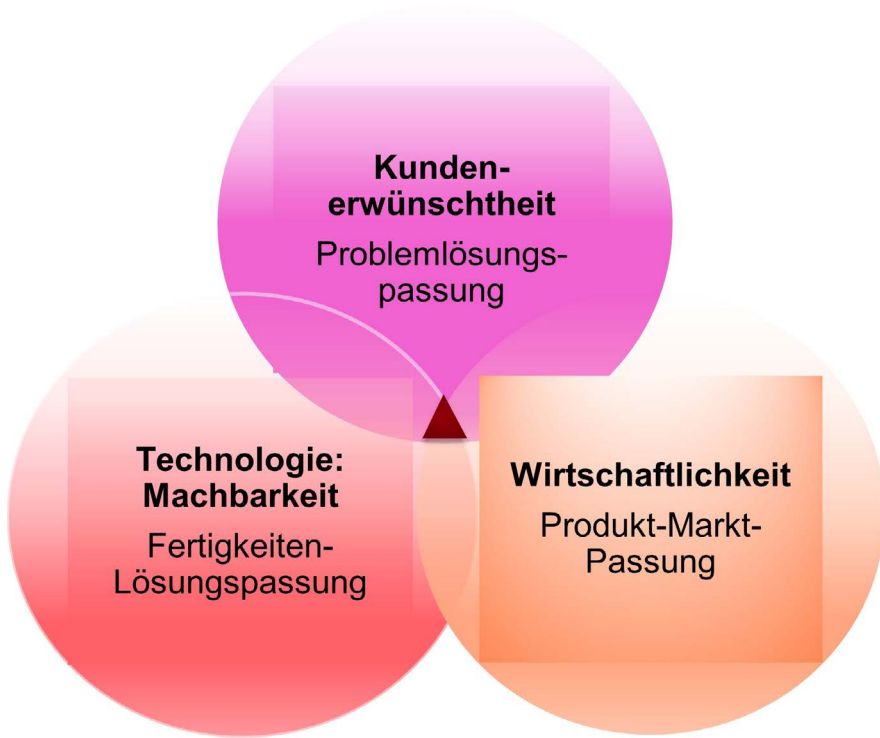 Kunden-
erwünschtheit
Problemlösungs-
passung
Technologie:
Machbarkeit
Fertigkeiten-
Lösungspassung
Wirtschaftlichkeit
Produkt-Markt-
Passung